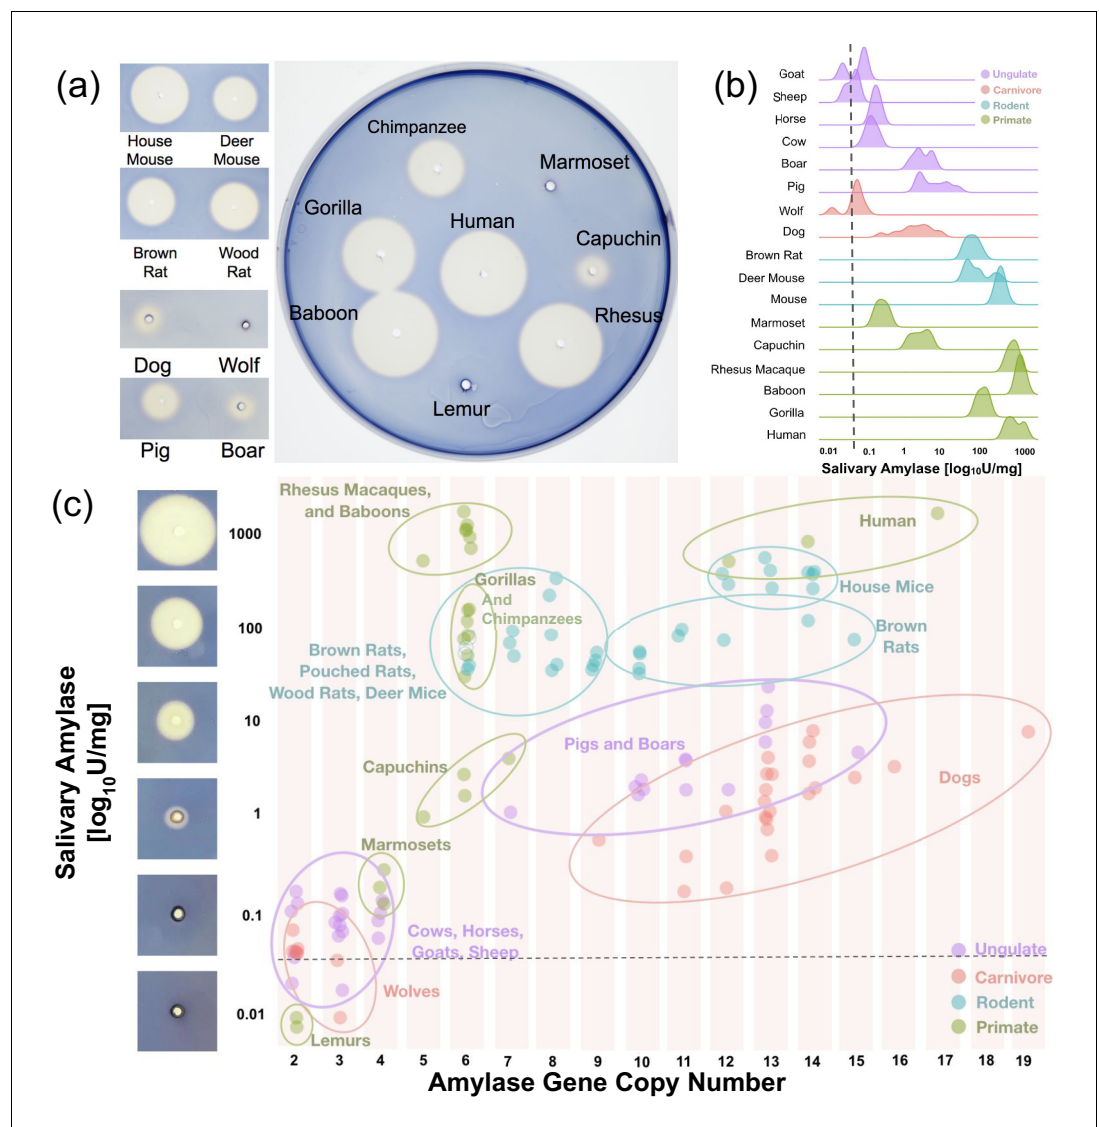 (a)
House
Mouse
Deer
Mouse
Brown
Rat
Wood
Rat
Dog
Wolf
Pig
Boar
Chimpanzee
Marmoset
Gorilla
Human
Capuchin
Baboon
Rhesus
Lemur
(b)
Goat
Sheep
Horse
Cow
Boar
Pig
Wolf
Dog
Brown Rat
Deer Mouse
Mouse
Marmoset
Capuchin
Rhesus Macaque
Baboon
Gorilla
Human
Ungulate
Carnivore
Rodent
Primate
0.01 0.1 1 10 100 1000
Salivary Amylase [log10U/mg]
(c)
Salivary Amylase
[log10U/mg]
1000
100
10
1
0.1
0.01
Rhesus Macaques,
and Baboons
Human
House Mice
Gorillas
And
Chimpanzees
Brown Rats,
Pouched Rats,
Wood Rats, Deer Mice
Brown
Rats
Pigs and Boars
Capuchins
Dogs
Marmosets
Cows, Horses,
Goats, Sheep
Wolves
Lemurs
Ungulate
Carnivore
Rodent
Primate
2 3 4 5 6 7 8 9 10 11 12 13 14 15 16 17 18 19
Amylase Gene Copy Number